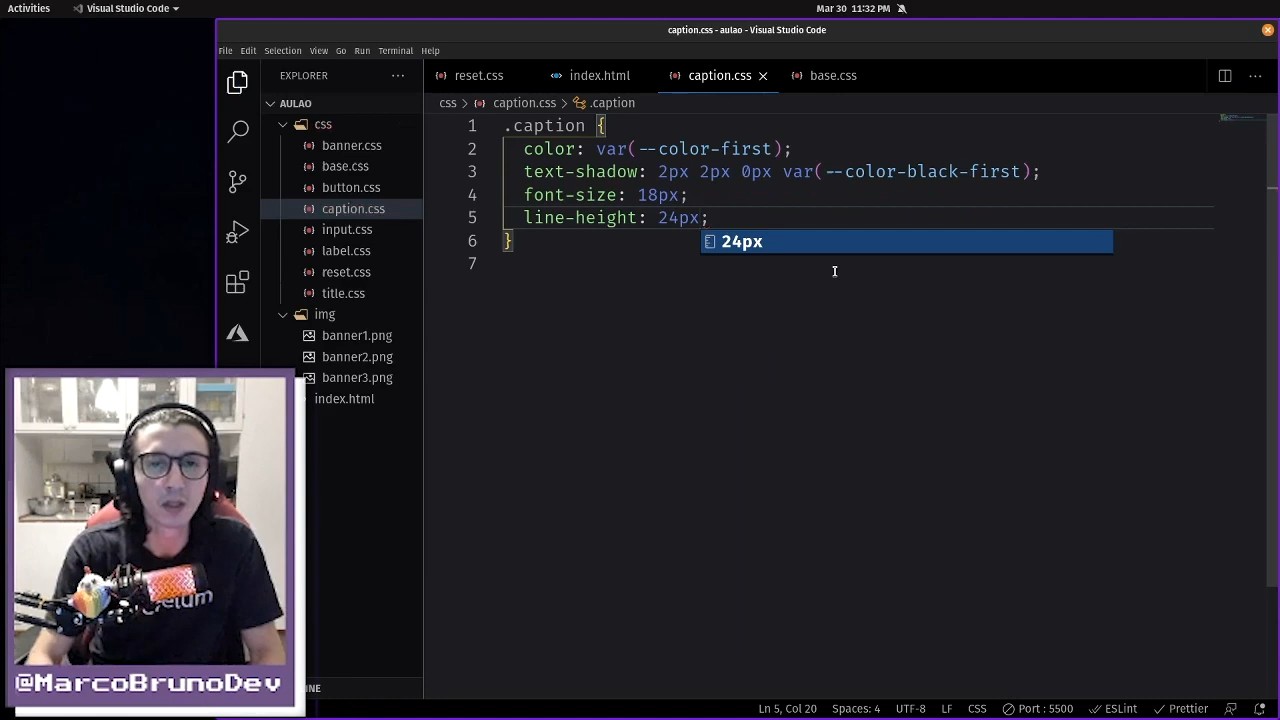 Activities
Visual Studio Code
Mar 30 11:32 PM
caption.css - aulao - Visual Studio Code
File Edit Selection View Go Run Terminal Help
EXPLORER
reset.css
index.html
caption.css
base.css
AULAO
css > caption.css > .caption
css
banner.css
base.css
button.css
caption.css
input.css
label.css
reset.css
title.css
img
banner1.png
banner2.png
banner3.png
index.html
1 .caption {
2 color: var(--color-first);
3 text-shadow: 2px 2px 0px var(--color-black-first);
4 font-size: 18px;
5 line-height: 24px;
6 }
7
24px
@MarcoBrunoDev
INE
Ln 5, Col 20 Spaces: 4 UTF-8 LF CSS Port : 5500 ESLint Prettier